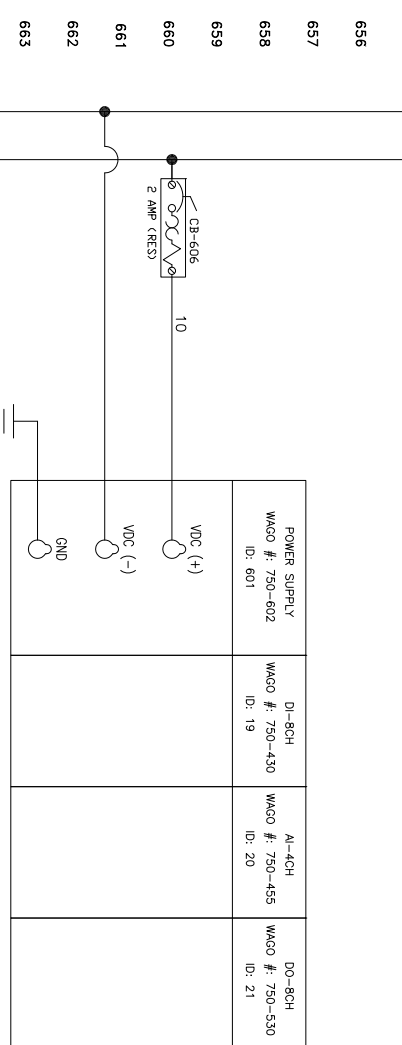 656
657
658
659
660
661
662
663
CB-606
2 AMP (RES)
10
VDC (+)
VDC (-)
GND
POWER SUPPLY
WAGO #: 750-602
ID: 601
DI-8CH
WAGO #: 750-430
ID: 19
AI-4CH
WAGO #: 750-455
ID: 20
DO-8CH
WAGO #: 750-530
ID: 21